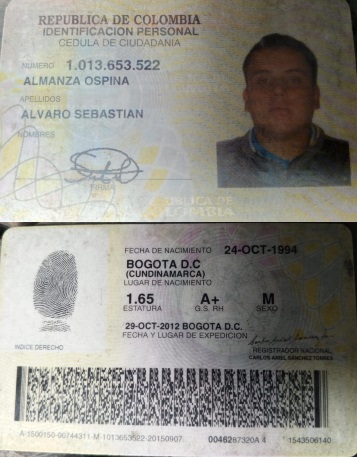 REPUBLICA DE COLOMBIA
IDENTIFICACION PERSONAL
CEDULA DE CIUDADANIA
NUMERO 1.013.653.522
ALMANZA OSPINA
APELLIDOS
ALVARO SEBASTIAN
NOMBRES
FIRMA
FECHA DE NACIMIENTO 24-OCT-1994
BOGOTA D.C
(CUNDINAMARCA)
LUGAR DE NACIMIENTO
1.65 A+ M
ESTATURA G.S. RH SEXO
29-OCT-2012 BOGOTA D.C.
FECHA Y LUGAR DE EXPEDICION
INDICE DERECHO
REGISTRADOR NACIONAL
CARLOS ARIEL SANCHEZ TORRES
A-1500150-00744311-M-1013653522-20150907 0046287320A 4 1543506140